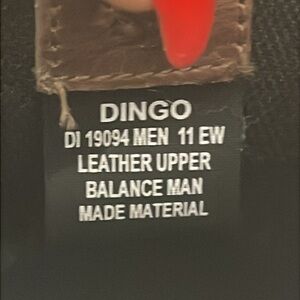 DINGO
DI 19094 MEN 11 EW
LEATHER UPPER
BALANCE MAN
MADE MATERIAL